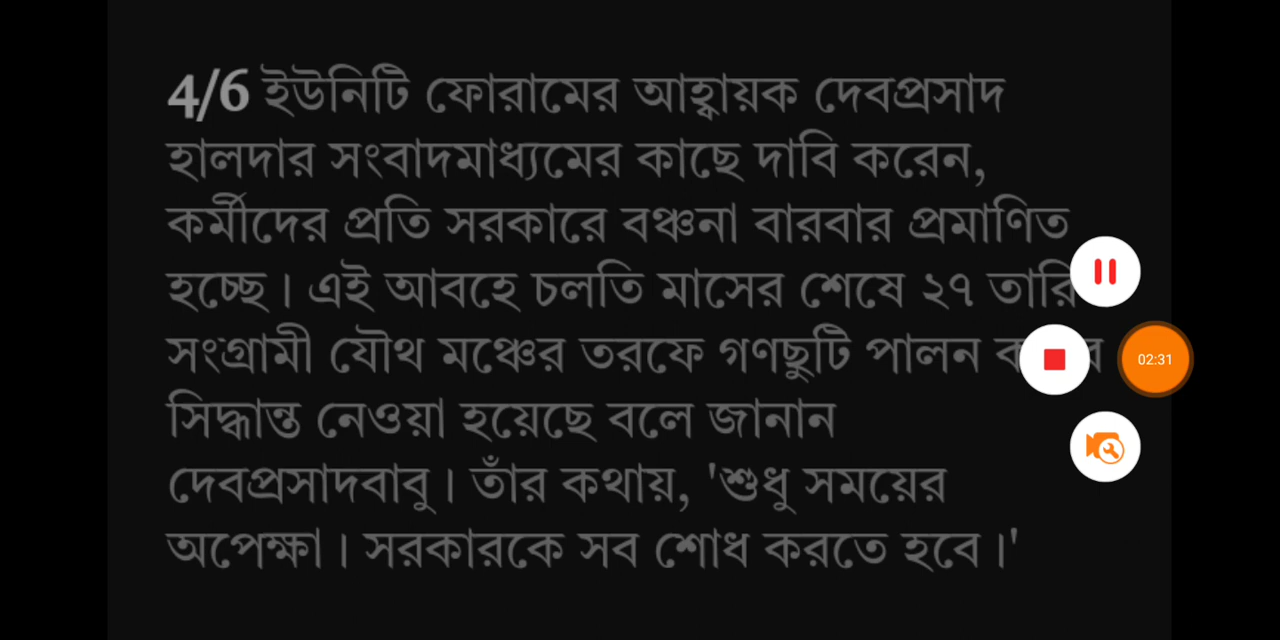 4/6 ইউনিটি ফোরামের আহ্বায়ক দেবপ্রসাদ
হালদার সংবাদমাধ্যমের কাছে দাবি করেন,
কর্মীদের প্রতি সরকারে বঞ্চনা বারবার প্রমাণিত
হচ্ছে। এই আবহে চলতি মাসের শেষে ২৭
সংগ্রামী যৌথ মঞ্চের তরফে গণছুটি পালন
সিদ্ধান্ত নেওয়া হয়েছে বলে জানান
দেবপ্রসাদবাবু। তাঁর কথায়, 'শুধু সময়ের
অপেক্ষা। সরকারকে সব শোধ করতে হবে।'
02:31